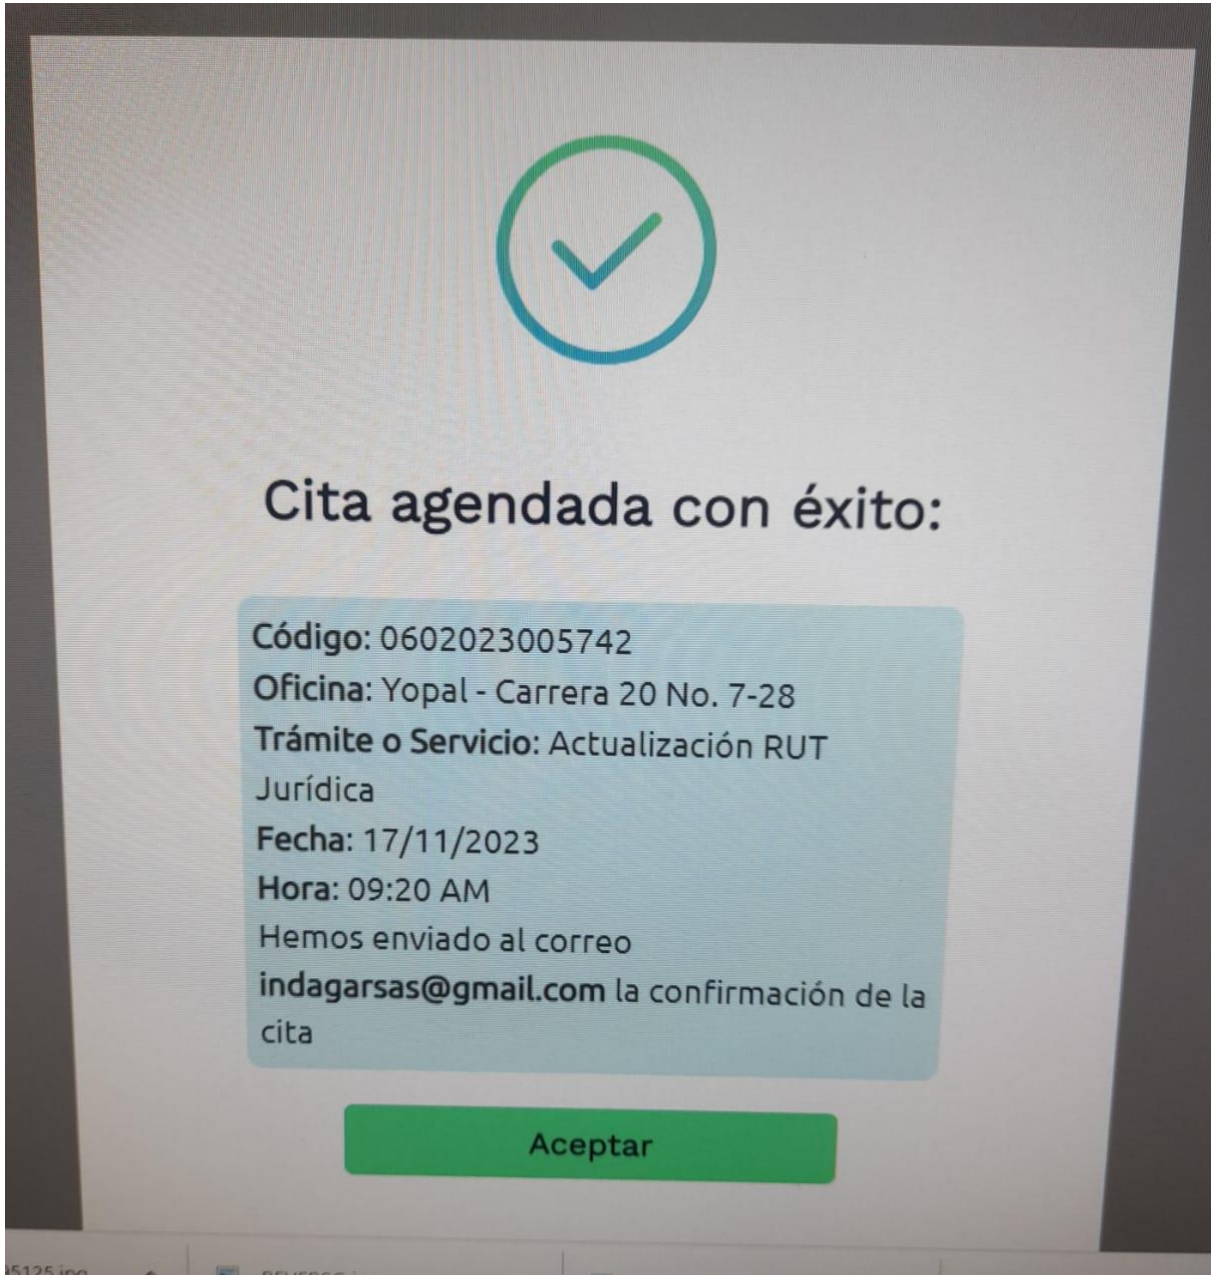 Cita agendada con éxito:
Código: 0602023005742
Oficina: Yopal - Carrera 20 No. 7-28
Trámite o Servicio: Actualización RUT
Jurídica
Fecha: 17/11/2023
Hora: 09:20 AM
Hemos enviado al correo
indagarsas@gmail.com la confirmación de la
cita
Aceptar